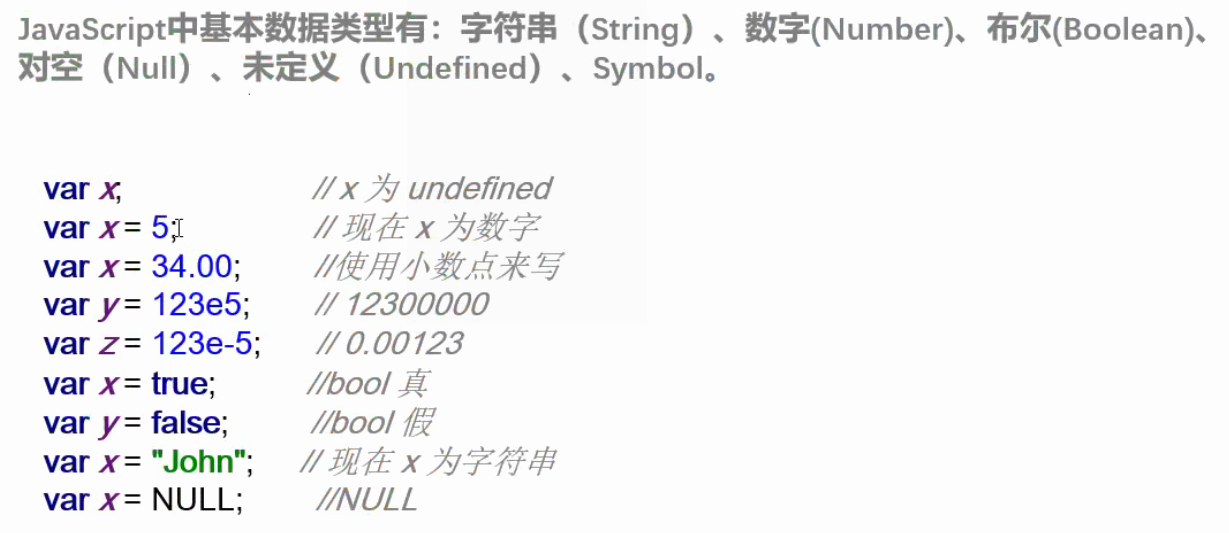 JavaScript中基本数据类型有：字符串（String）、数字(Number)、布尔(Boolean)、
对空（Null）、未定义（Undefined）、Symbol。
var x; // x 为 undefined
var x = 5; // 现在 x 为数字
var x = 34.00; //使用小数点来写
var y = 123e5; // 12300000
var z = 123e-5; // 0.00123
var x = true; //bool 真
var y = false; //bool 假
var x = "John"; // 现在 x 为字符串
var x = NULL; //NULL